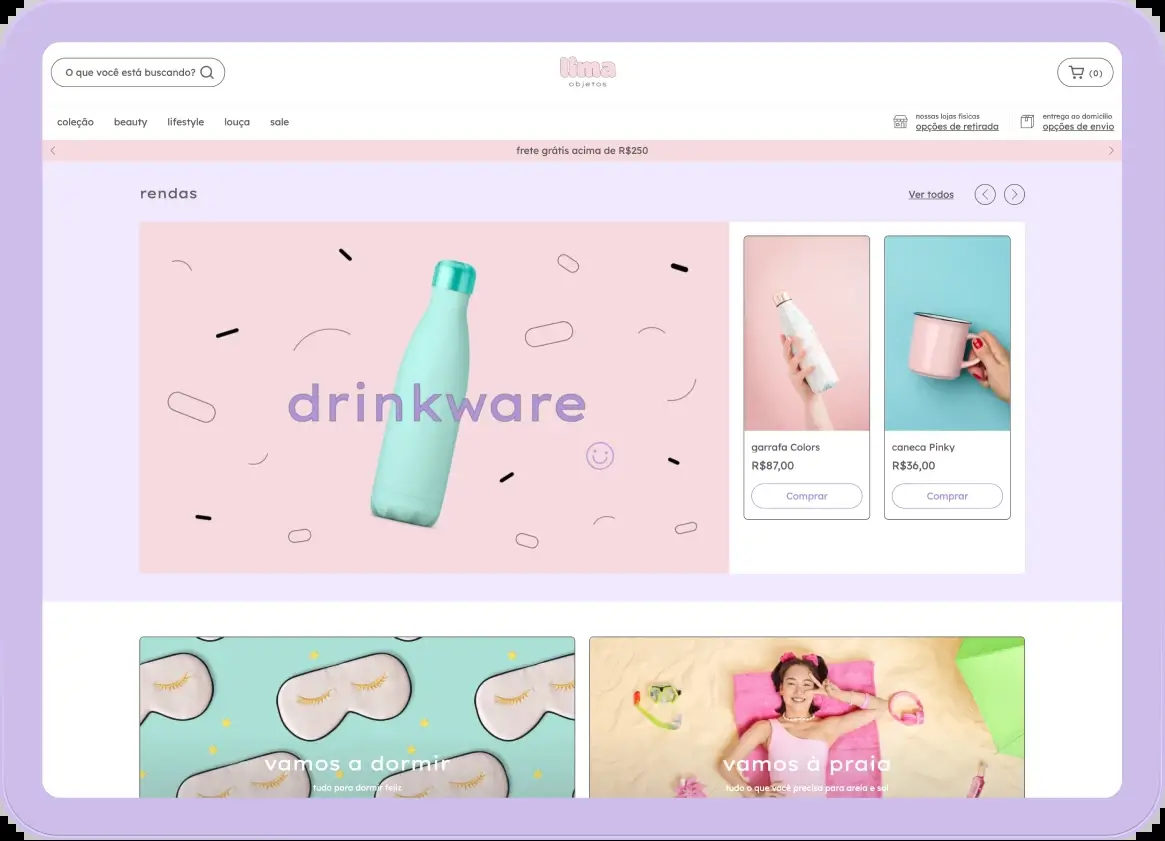 O que você está buscando?
lima
objetos
(0)
coleção beauty lifestyle louça sale
nossas lojas físicas
opções de retirada
entrega ao domicílio
opções de envio
frete grátis acima de R$250
rendas
Ver todos
drinkware
garrafa Colors
R$87,00
Comprar
caneca Pinky
R$36,00
Comprar
vamos a dormir
tudo para dormir feliz
vamos à praia
tudo o que você precisa para areia e sol